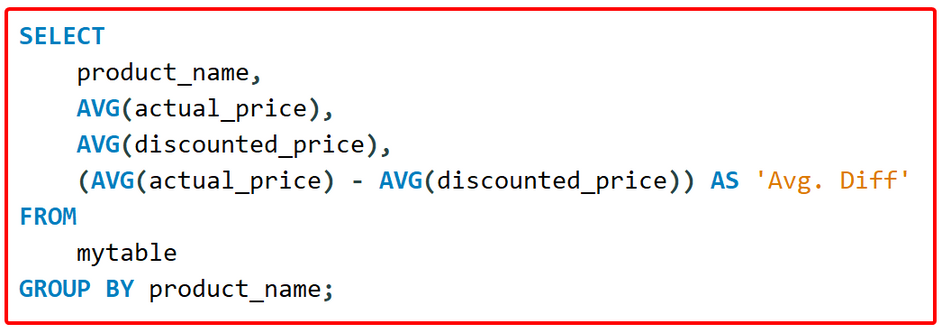 SELECT
    product_name,
    AVG(actual_price),
    AVG(discounted_price),
    (AVG(actual_price) - AVG(discounted_price)) AS 'Avg. Diff'
FROM
    mytable
GROUP BY product_name;